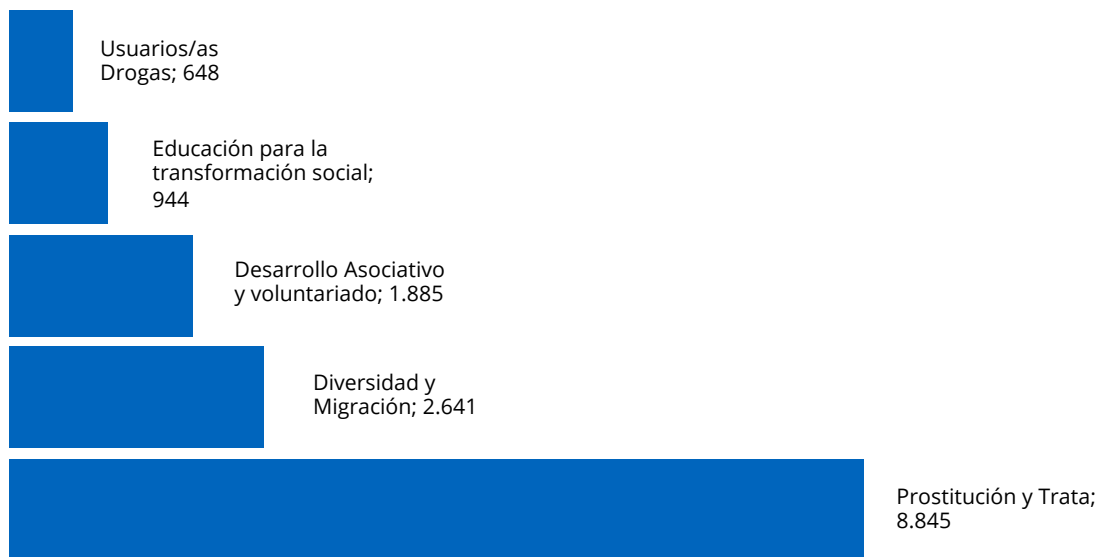 Usuarios/as
Drogas; 648
Educación para la
transformación social;
944
Desarrollo Asociativo
y voluntariado; 1.885
Diversidad y
Migración; 2.641
Prostitución y Trata;
8.845